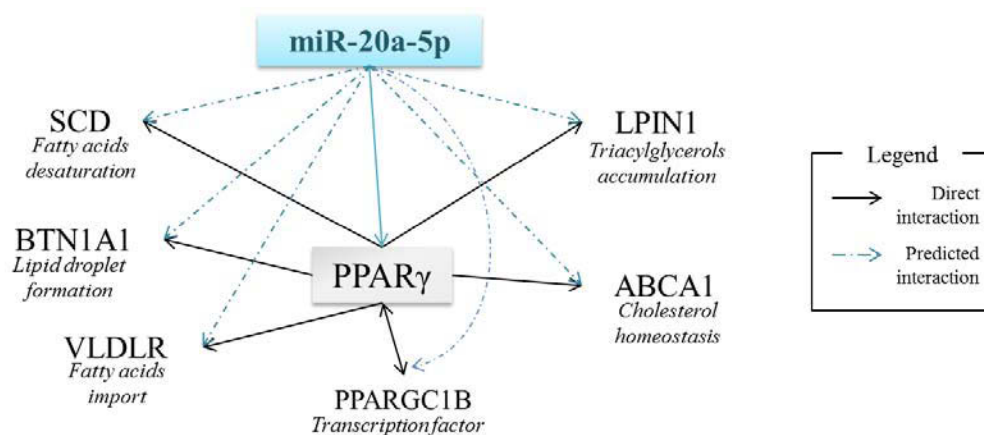 miR-20a-5p
SCD
Fatty acids
desaturation
LPIN1
Triacylglycerols
accumulation
BTN1A1
Lipid droplet
formation
PPARγ
ABCA1
Cholesterol
homeostasis
VLDLR
Fatty acids
import
PPARGC1B
Transcription factor
Legend
Direct
interaction
Predicted
interaction